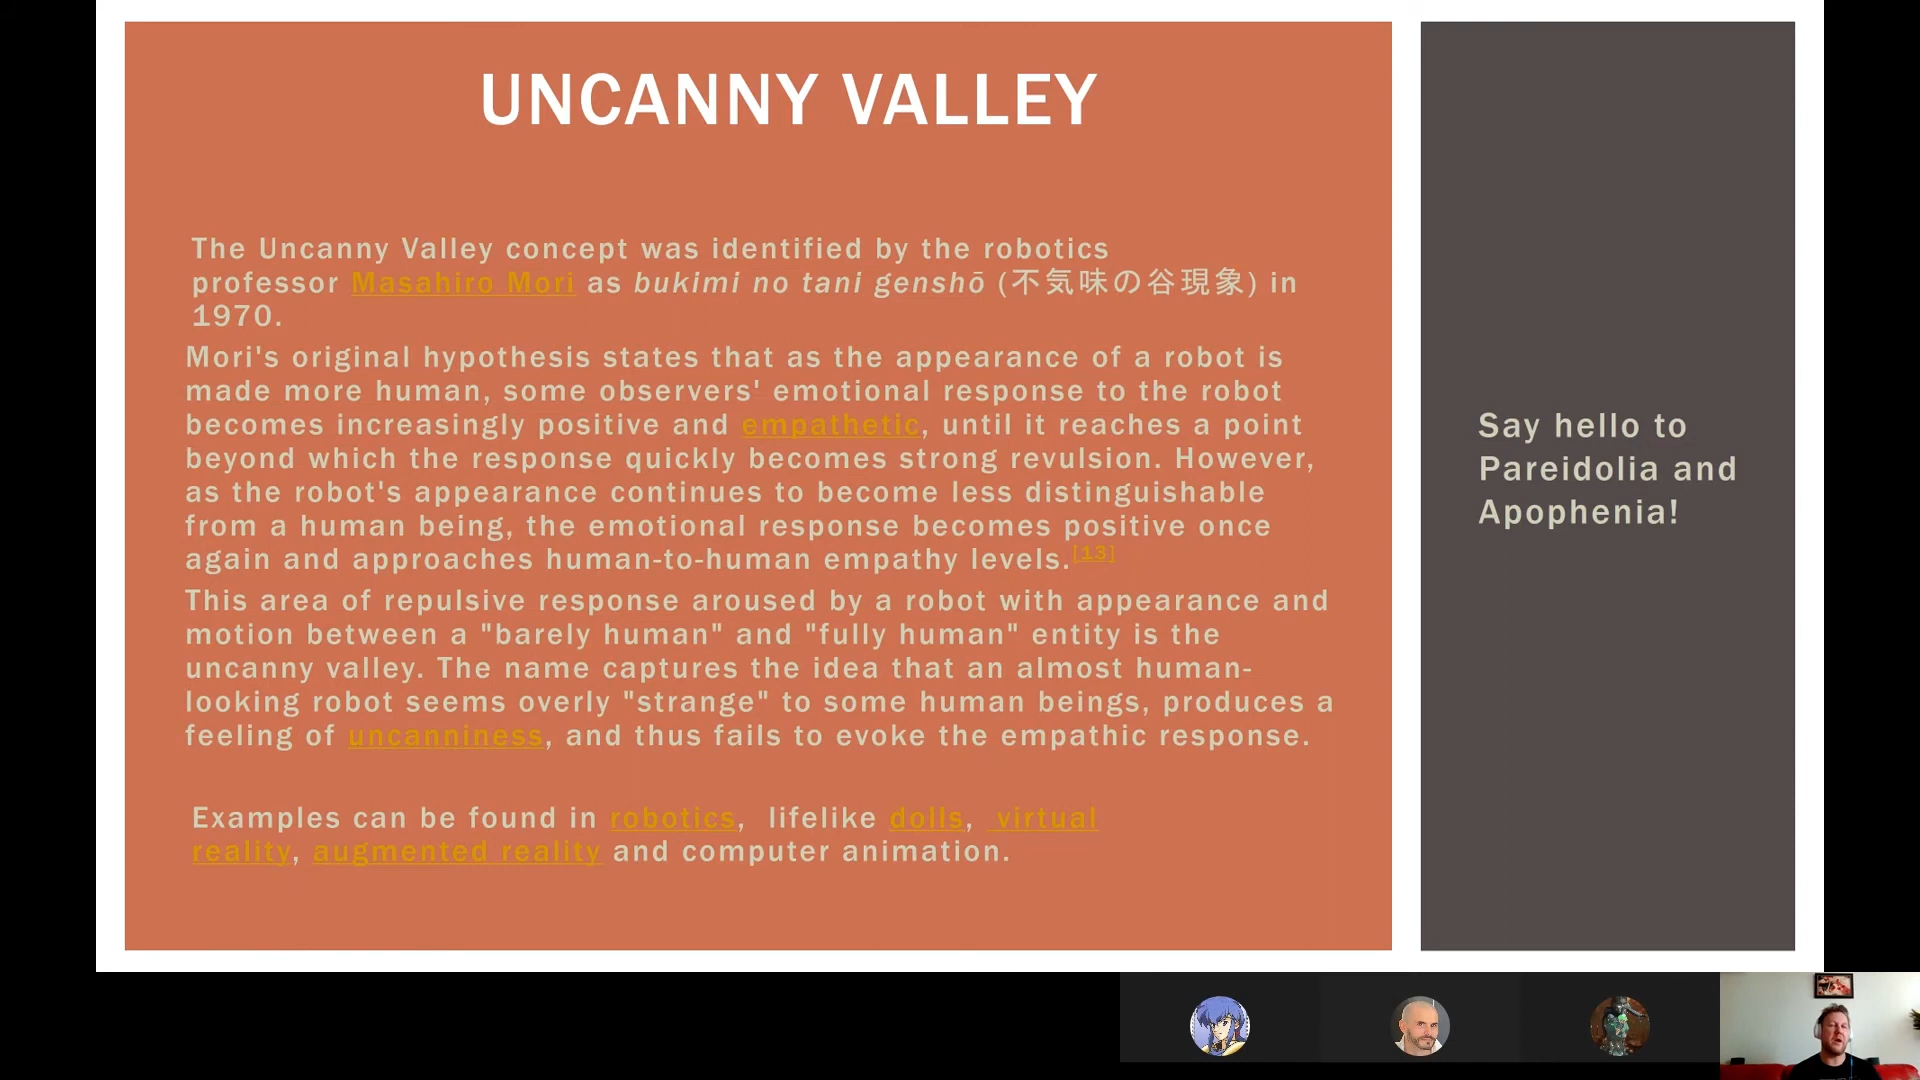 UNCANNY VALLEY
The Uncanny Valley concept was identified by the robotics
professor Masahiro Mori as bukimi no tani genshō (不気味の谷現象) in
1970.
Mori's original hypothesis states that as the appearance of a robot is
made more human, some observers' emotional response to the robot
becomes increasingly positive and empathetic, until it reaches a point
beyond which the response quickly becomes strong revulsion. However,
as the robot's appearance continues to become less distinguishable
from a human being, the emotional response becomes positive once
again and approaches human-to-human empathy levels.[13]
This area of repulsive response aroused by a robot with appearance and
motion between a "barely human" and "fully human" entity is the
uncanny valley. The name captures the idea that an almost human-
looking robot seems overly "strange" to some human beings, produces a
feeling of uncanniness, and thus fails to evoke the empathic response.
Examples can be found in robotics,  lifelike dolls,  virtual
reality, augmented reality and computer animation.
Say hello to
Pareidolia and
Apophenia!